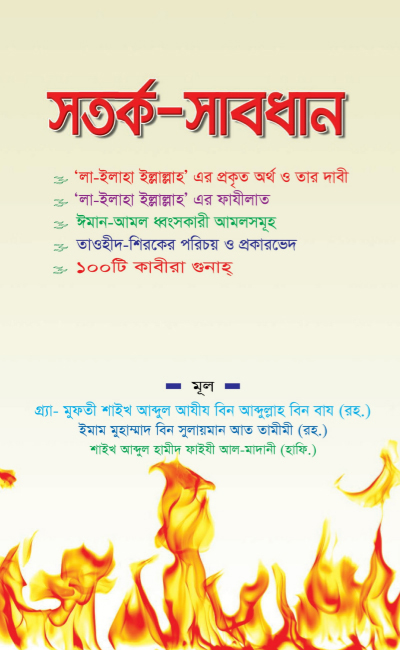 সতর্ক-সাবধান
‘লা-ইলাহা ইল্লাল্লাহ’ এর প্রকৃত অর্থ ও তার দাবী
‘লা-ইলাহা ইল্লাল্লাহ’ এর ফাযীলাত
ঈমান-আমল ধ্বংসকারী আমলসমূহ
তাওহীদ-শিরকের পরিচয় ও প্রকারভেদ
১০০টি কাবীরা গুনাহ্
মূল
গ্র্যা- মুফতী শাইখ আব্দুল আযীয বিন আব্দুল্লাহ বিন বায (রহ.)
ইমাম মুহাম্মাদ বিন সুলায়মান আত তামীমী (রহ.)
শাইখ আব্দুল হামীদ ফাইযী আল-মাদানী (হাফি.)